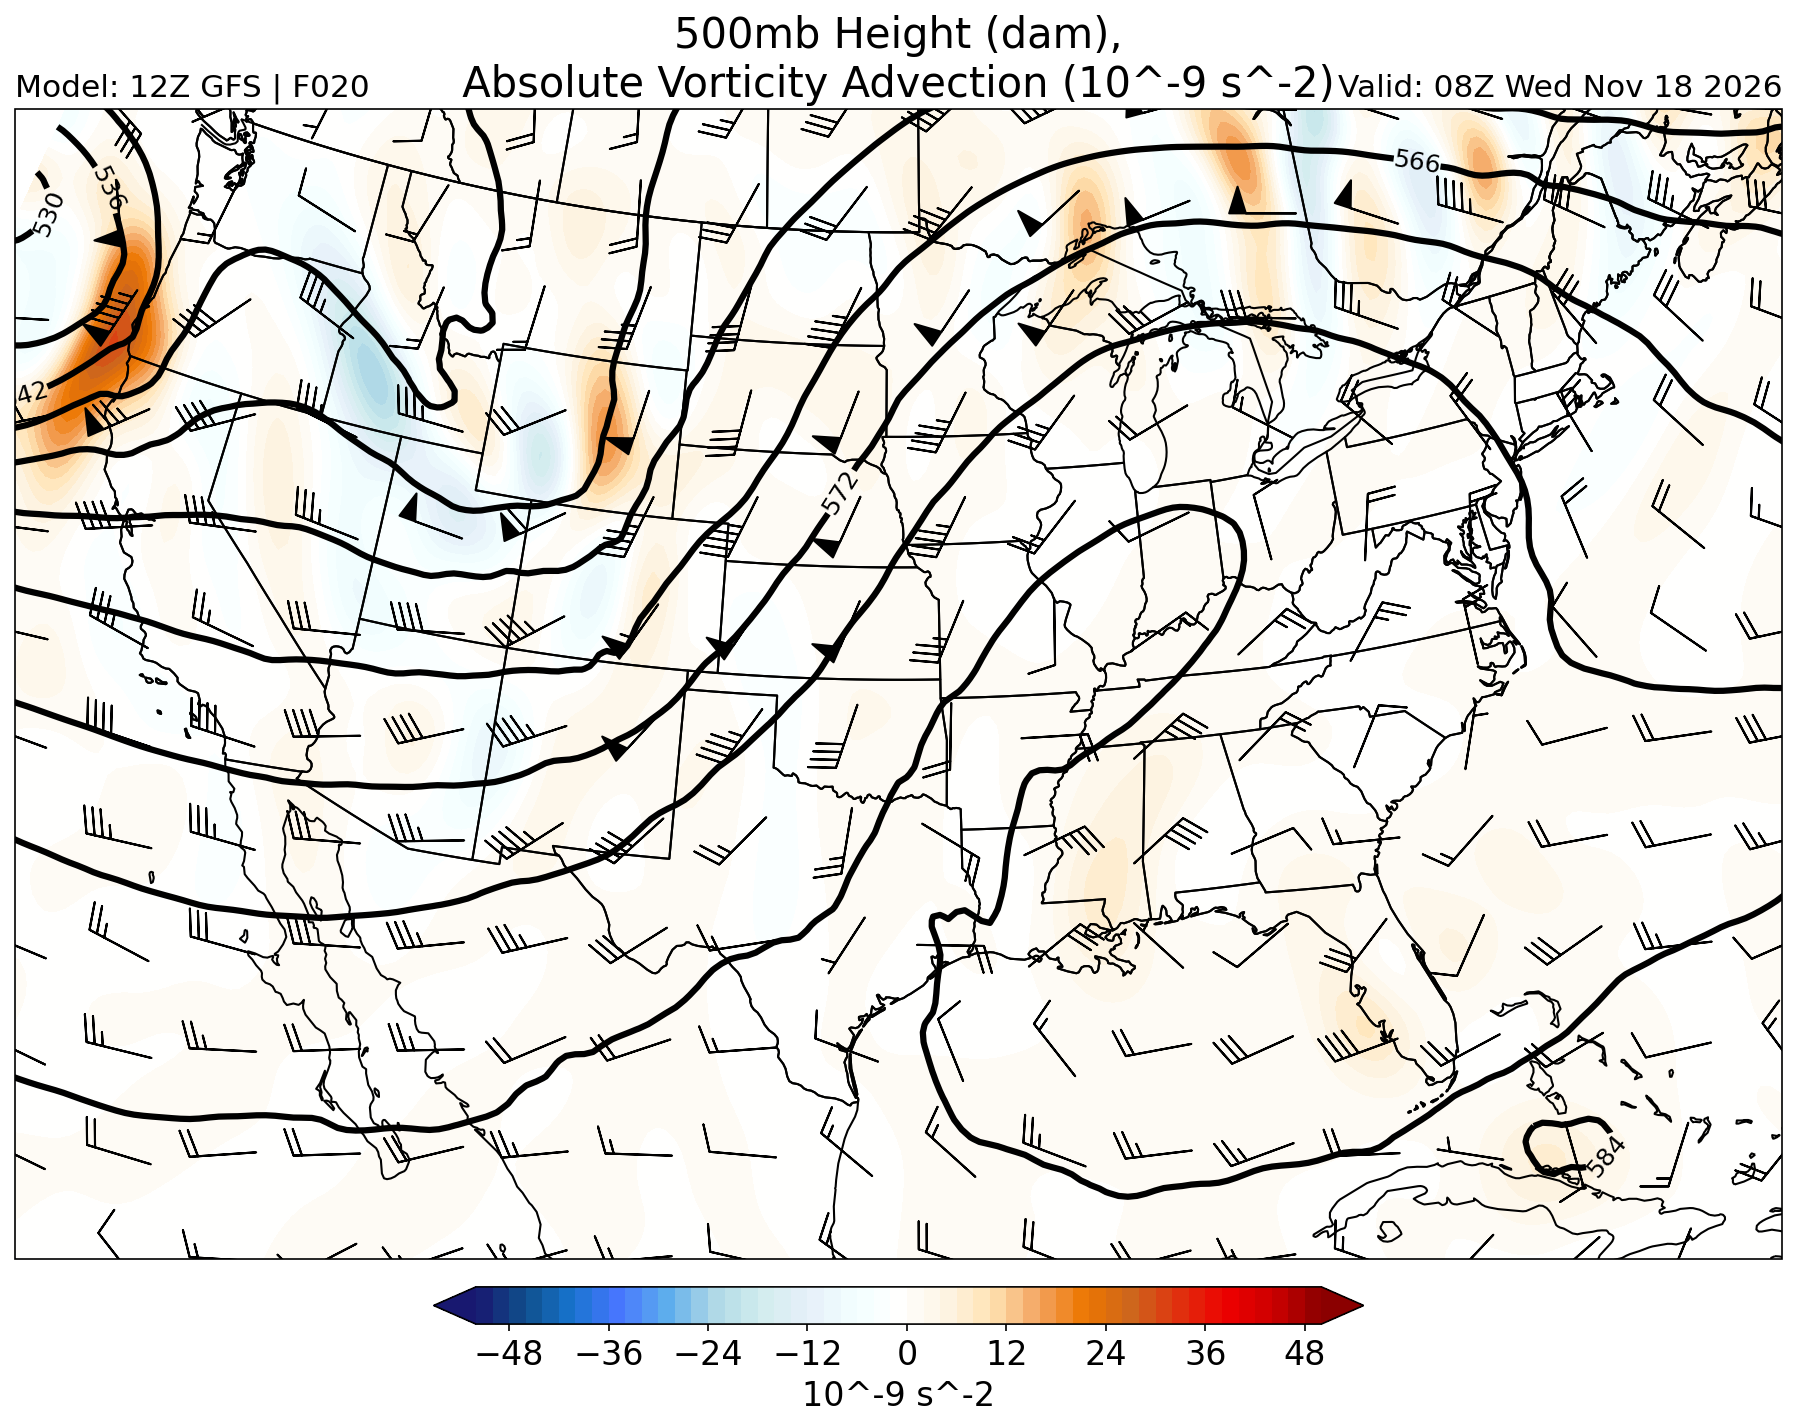 500mb Height (dam),
Model: 12Z GFS | F020
Absolute Vorticity Advection (10^-9 s^-2)
Valid: 08Z Wed Nov 18 2026
566
536
530
42
572
584
−48 −36 −24 −12 0 12 24 36 48
10^-9 s^-2